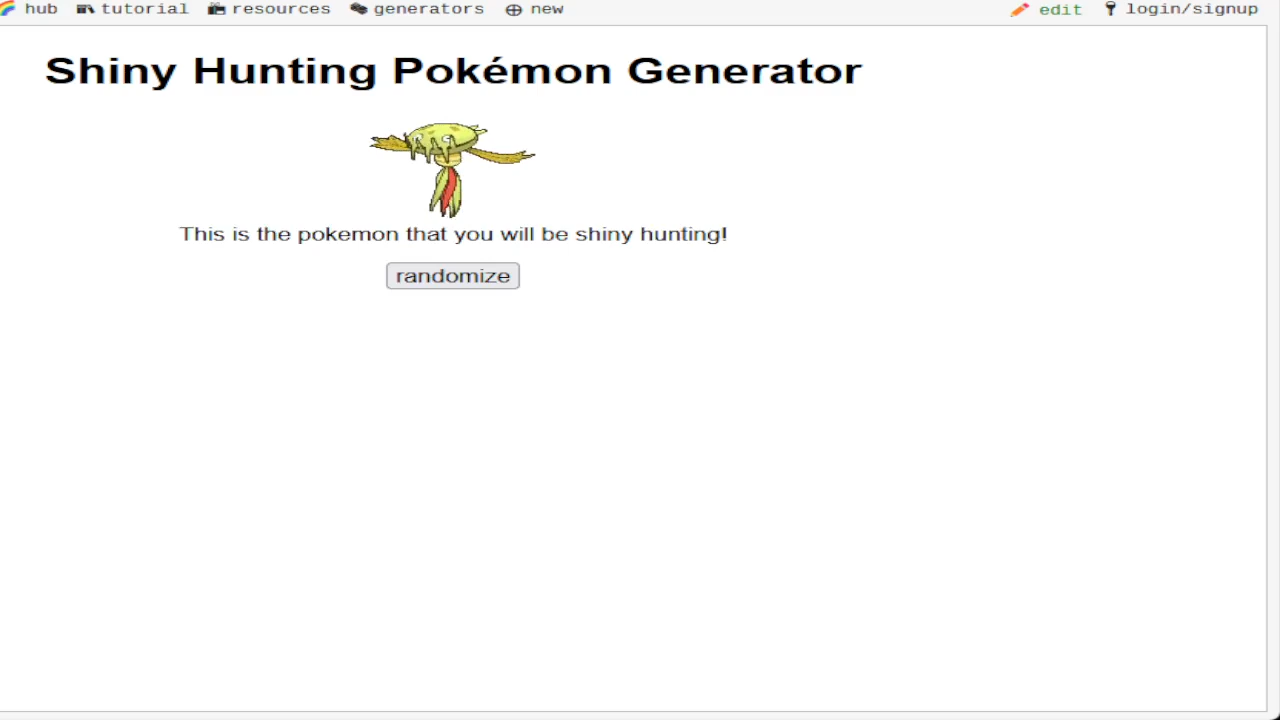 hub tutorial resources generators new edit login/signup
Shiny Hunting Pokémon Generator
This is the pokemon that you will be shiny hunting!
randomize